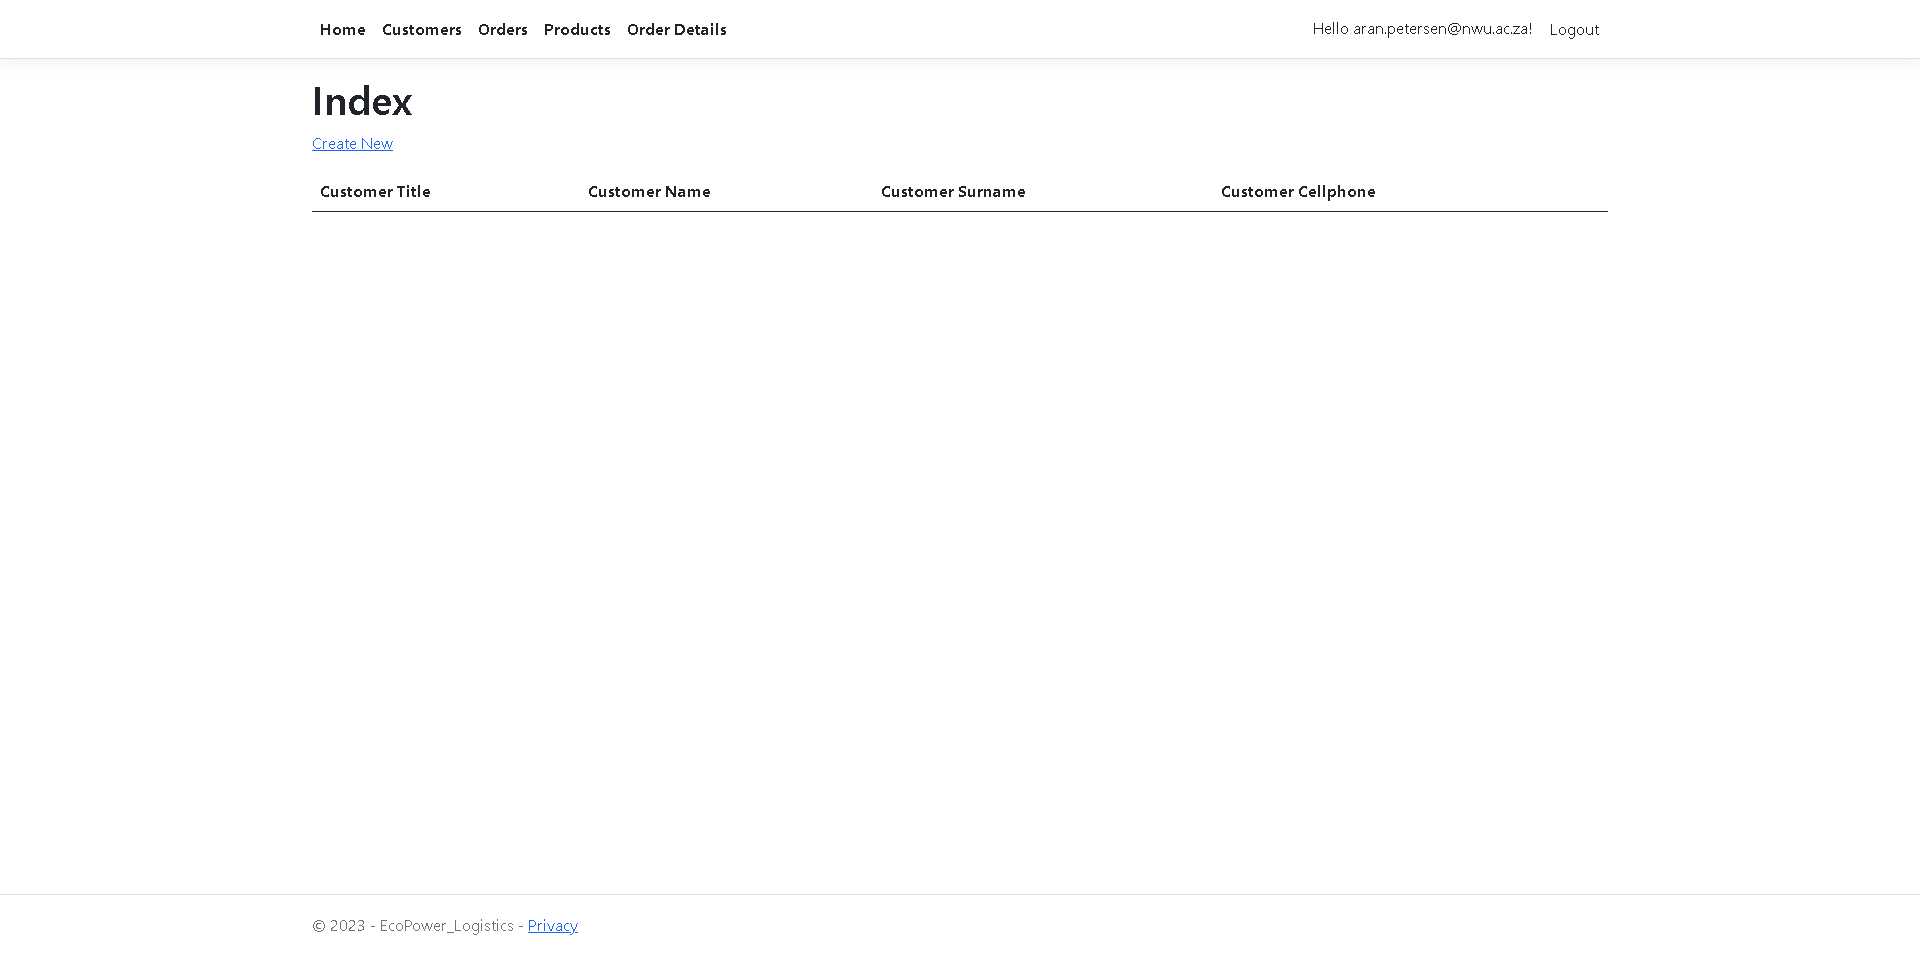 Home Customers Orders Products Order Details Hello aran.petersen@nwu.ac.za! Logout
Index
Create New
Customer Title Customer Name Customer Surname Customer Cellphone
© 2023 - EcoPower_Logistics - Privacy